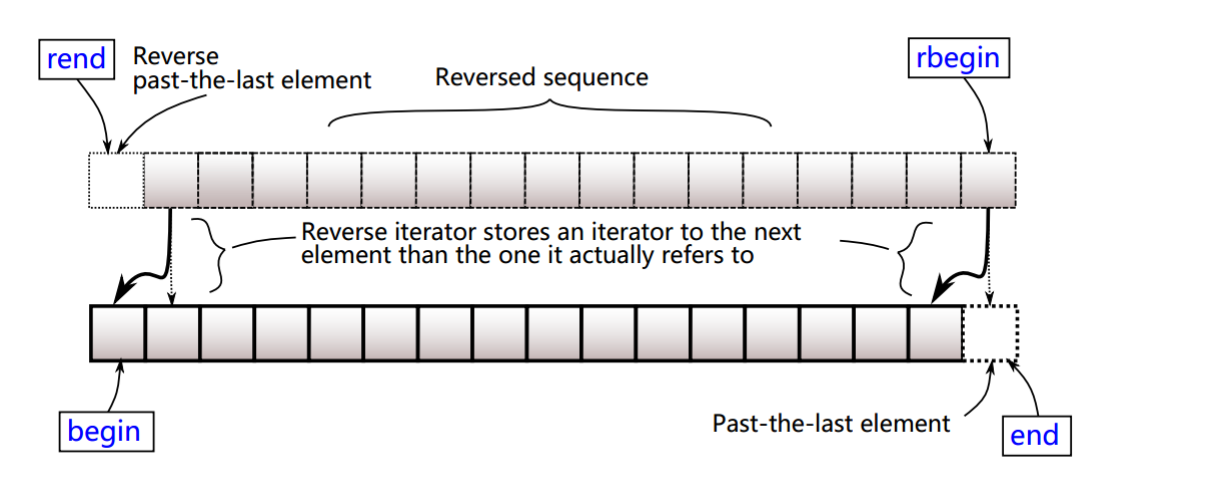 rend
Reverse
past-the-last element
Reversed sequence
rbegin
Reverse iterator stores an iterator to the next
element than the one it actually refers to
begin
Past-the-last element
end